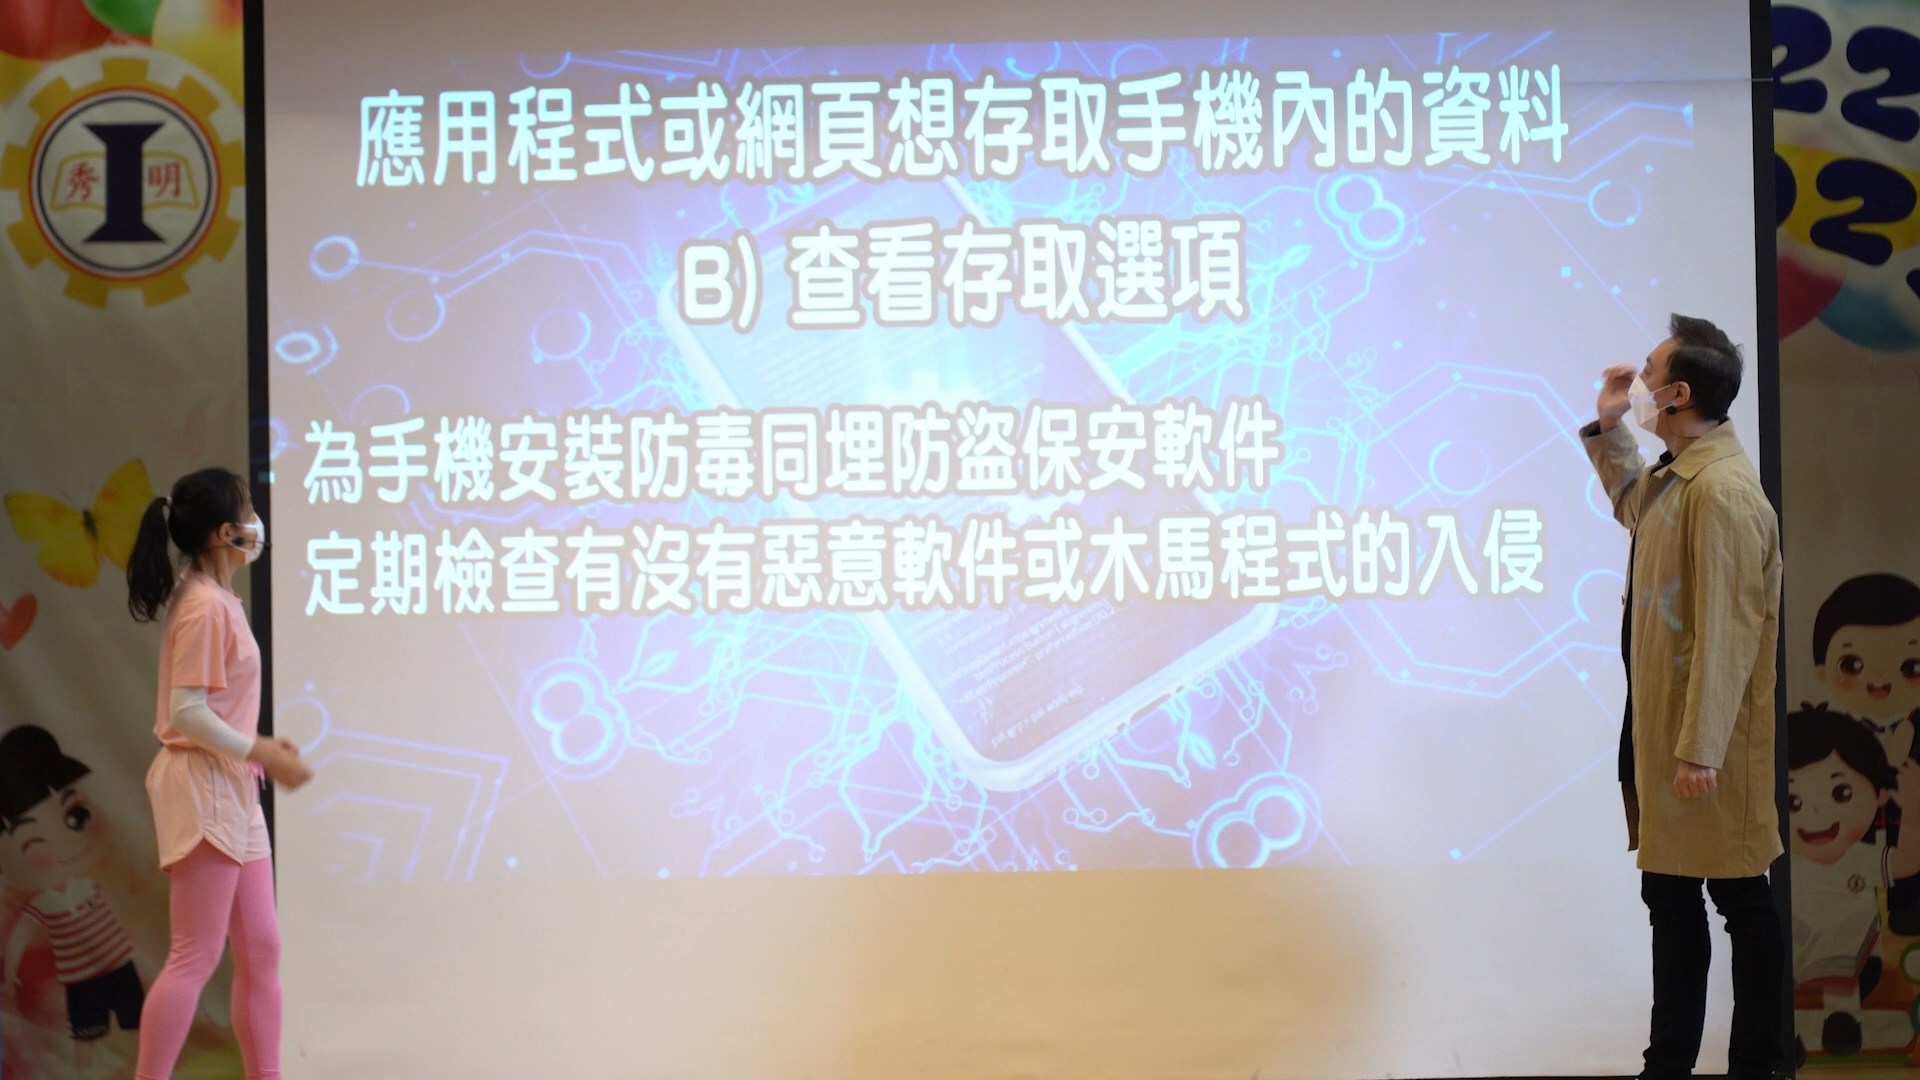 應用程式或網頁想存取手機內的資料
B) 查看存取選項
為手機安裝防毒同埋防盜保安軟件
定期檢查有沒有惡意軟件或木馬程式的入侵
秀明
22
22